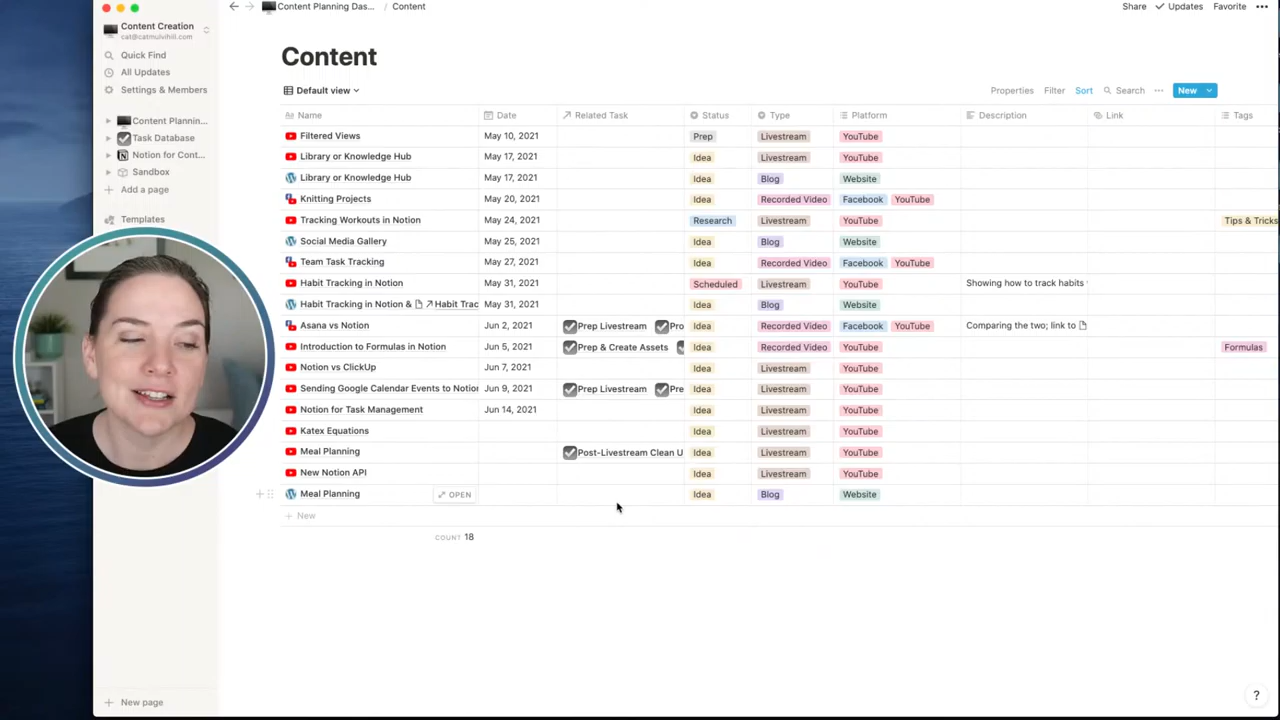 Content Planning Das... / Content
Share Updates Favorite
Content Creation
cat@catmulvihill.com
Quick Find
All Updates
Settings & Members
Content Plannin...
Task Database
Notion for Cont...
Sandbox
Add a page
Templates
New page
Content
Default view
Properties Filter Sort Search New
Name Date Related Task Status Type Platform Description Link Tags
Filtered Views May 10, 2021 Prep Livestream YouTube
Library or Knowledge Hub May 17, 2021 Idea Livestream YouTube
Library or Knowledge Hub May 17, 2021 Idea Blog Website
Knitting Projects May 20, 2021 Idea Recorded Video Facebook YouTube
Tracking Workouts in Notion May 24, 2021 Research Livestream YouTube Tips & Tricks
Social Media Gallery May 25, 2021 Idea Blog Website
Team Task Tracking May 27, 2021 Idea Recorded Video Facebook YouTube
Habit Tracking in Notion May 31, 2021 Scheduled Livestream YouTube Showing how to track habits
Habit Tracking in Notion & Habit Trac May 31, 2021 Idea Blog Website
Asana vs Notion Jun 2, 2021 Prep Livestream Pro Idea Recorded Video Facebook YouTube Comparing the two; link to
Introduction to Formulas in Notion Jun 5, 2021 Prep & Create Assets Idea Recorded Video YouTube Formulas
Notion vs ClickUp Jun 7, 2021 Idea Livestream YouTube
Sending Google Calendar Events to Notion Jun 9, 2021 Prep Livestream Pre Idea Livestream YouTube
Notion for Task Management Jun 14, 2021 Idea Livestream YouTube
Katex Equations Idea Livestream YouTube
Meal Planning Post-Livestream Clean U Idea Livestream YouTube
New Notion API Idea Livestream YouTube
Meal Planning OPEN Idea Blog Website
New
COUNT 18
?